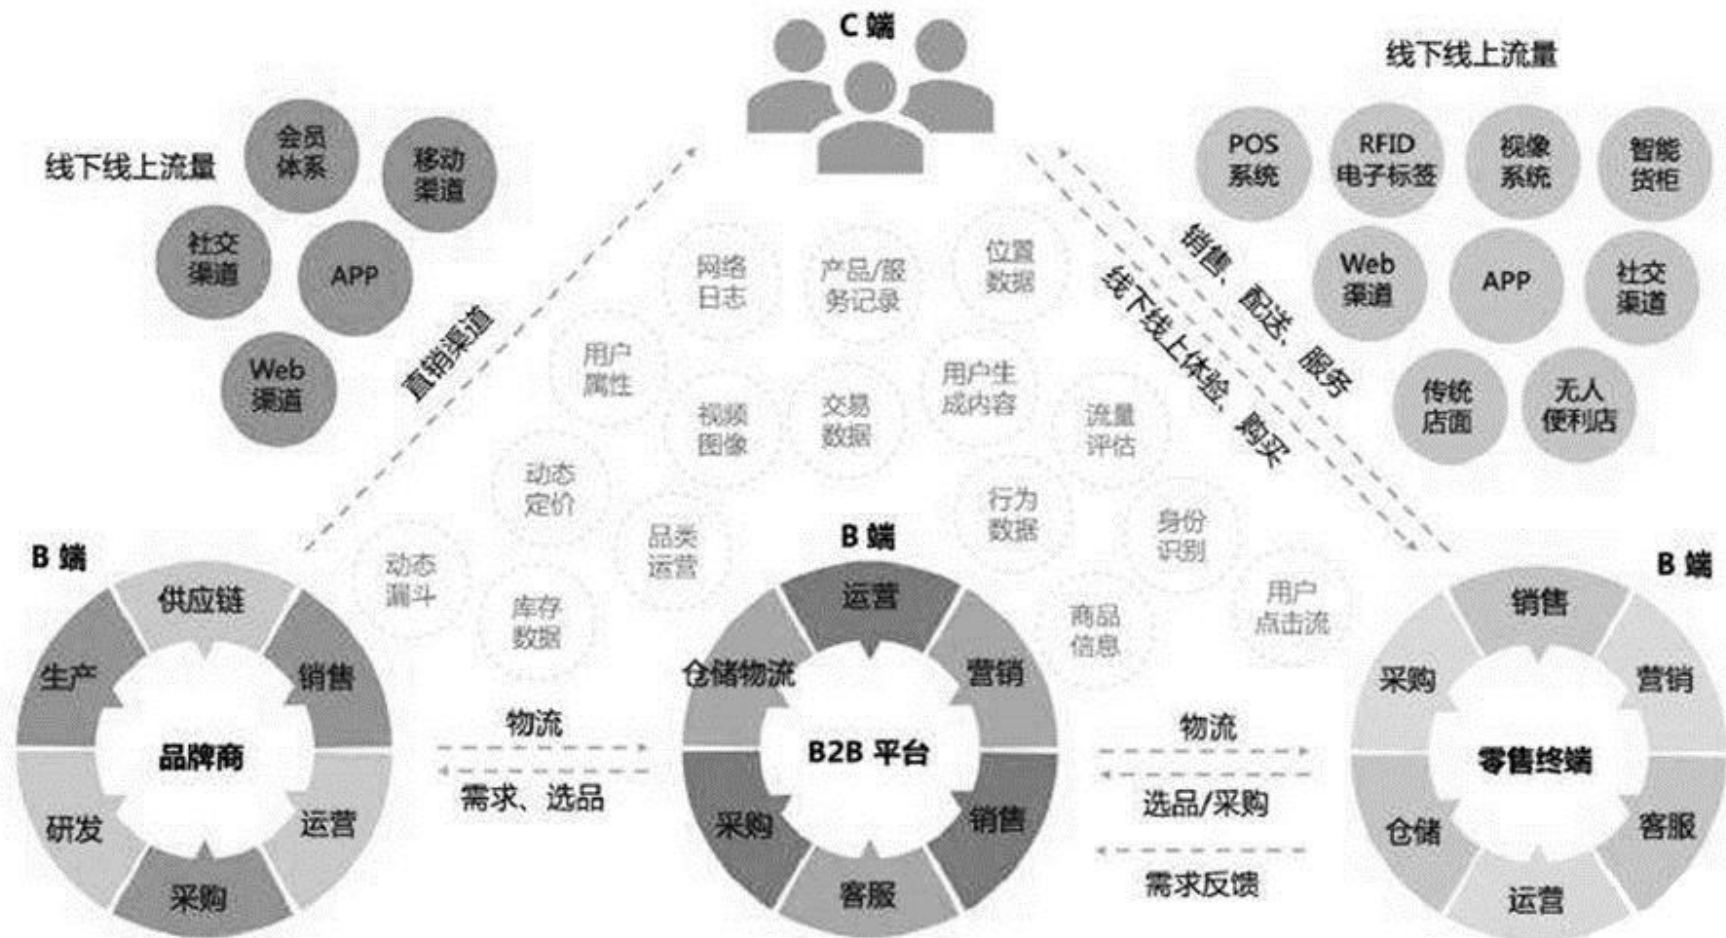 C 端
线下线上流量
会员
体系
移动
渠道
线下线上流量
社交
渠道
APP
Web
渠道
直销渠道
POS
系统
RFID
电子标签
视像
系统
智能
货柜
Web
渠道
APP
社交
渠道
传统
店面
无人
便利店
销售、配送、服务
线下线上体验、购买
网络
日志
产品/服
务记录
位置
数据
用户
属性
视频
图像
交易
数据
用户生
成内容
流量
评估
动态
定价
品类
运营
行为
数据
身份
识别
动态
漏斗
库存
数据
商品
信息
用户
点击流
B 端
供应链
生产
销售
品牌商
研发
运营
采购
物流
需求、选品
B 端
运营
仓储物流
营销
B2B 平台
采购
销售
客服
物流
选品/采购
需求反馈
B 端
销售
采购
营销
零售终端
仓储
客服
运营